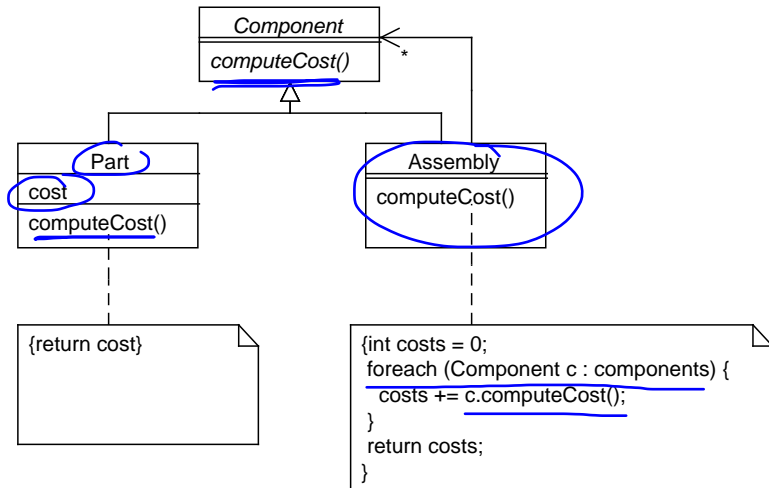 Component
computeCost()
*
Part
cost
computeCost()
Assembly
computeCost()
{return cost}
{int costs = 0;
foreach (Component c : components) {
costs += c.computeCost();
}
return costs;
}